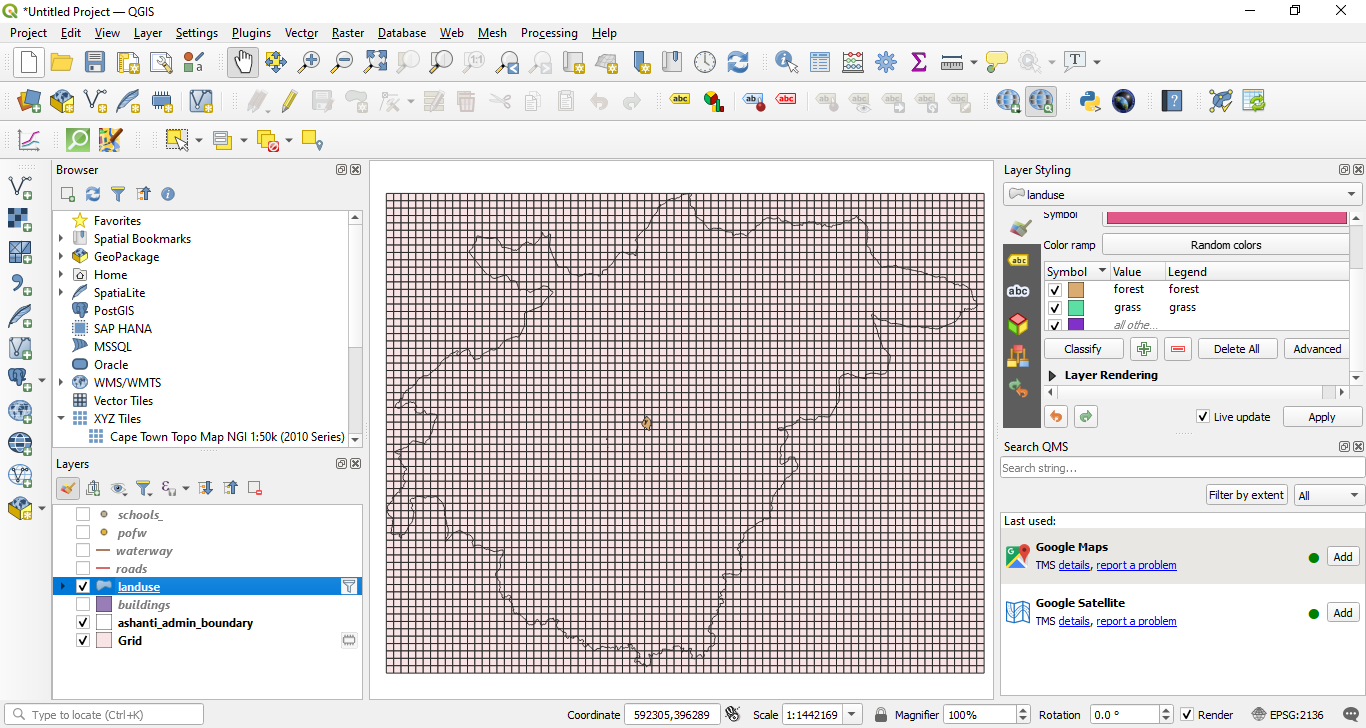 *Untitled Project — QGIS
Project Edit View Layer Settings Plugins Vector Raster Database Web Mesh Processing Help
Browser
Favorites
Spatial Bookmarks
GeoPackage
Home
SpatiaLite
PostGIS
SAP HANA
MSSQL
Oracle
WMS/WMTS
Vector Tiles
XYZ Tiles
Cape Town Topo Map NGI 1:50k (2010 Series)
Layers
schools_
pofw
waterway
roads
landuse
buildings
ashanti_admin_boundary
Grid
Layer Styling
landuse
Symbol
Color ramp Random colors
Symbol Value Legend
forest forest
grass grass
all othe...
Classify Delete All Advanced
Layer Rendering
Live update Apply
Search QMS
Search string...
Filter by extent All
Last used:
Google Maps
TMS details, report a problem Add
Google Satellite
TMS details, report a problem Add
Type to locate (Ctrl+K) Coordinate 592305,396289 Scale 1:1442169 Magnifier 100% Rotation 0.0 ° Render EPSG:2136